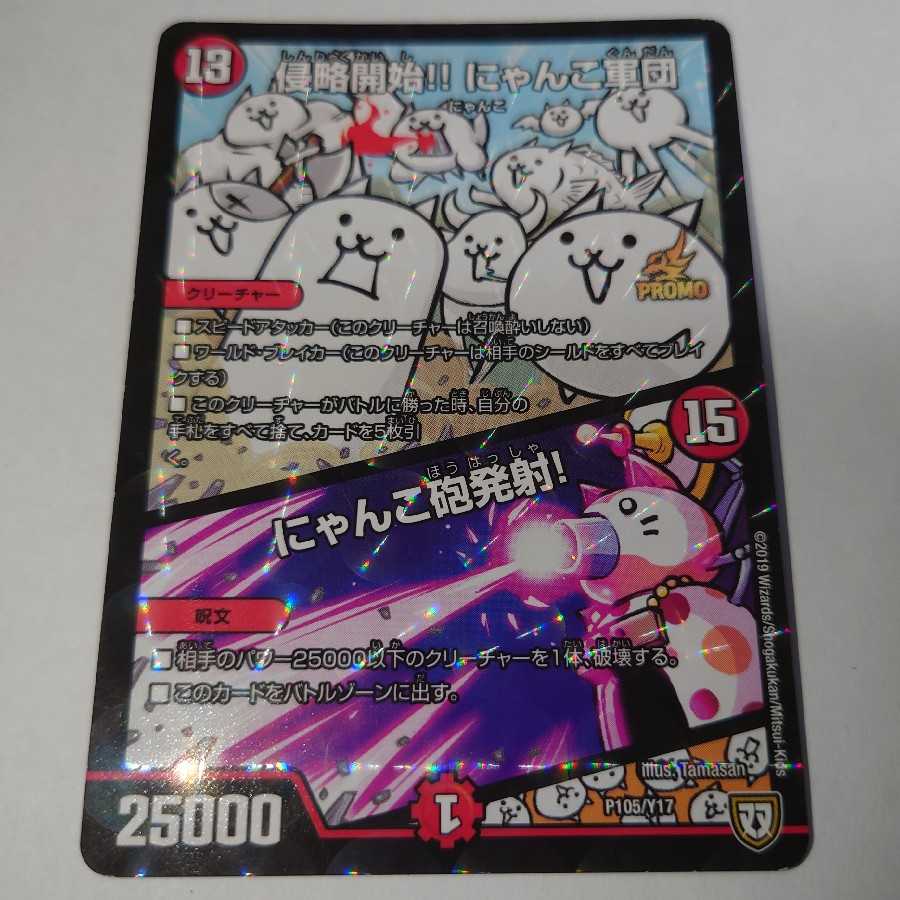 13
侵略開始!! にゃんこ軍団
にゃんこ
PROMO
クリーチャー
■ スピードアタッカー(このクリーチャーは召喚酔いしない)
■ ワールド・ブレイカー(このクリーチャーは相手のシールドをすべてブレイ
クする)
■ このクリーチャーがバトルに勝った時、自分の
手札をすべて捨て、カードを5枚引
く。
15
にゃんこ砲発射!
呪文
■ 相手のパワー25000以下のクリーチャーを1体、破壊する。
■ このカードをバトルゾーンに出す。
©2019 Wizards/Shogakukan/Mitsui-Kids
illus. Tamasan
25000
1
P105/Y17
双